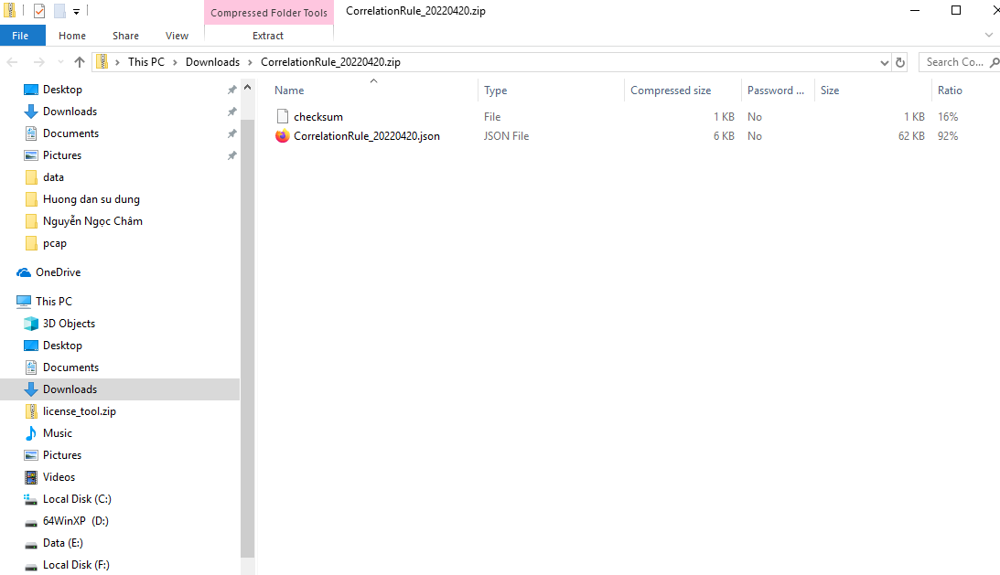 Compressed Folder Tools CorrelationRule_20220420.zip
File Home Share View Extract
This PC Downloads CorrelationRule_20220420.zip Search Co...
Name Type Compressed size Password ... Size Ratio
checksum File 1 KB No 1 KB 16%
CorrelationRule_20220420.json JSON File 6 KB No 62 KB 92%
Desktop
Downloads
Documents
Pictures
data
Huong dan su dung
Nguyễn Ngọc Châm
pcap
OneDrive
This PC
3D Objects
Desktop
Documents
Downloads
license_tool.zip
Music
Pictures
Videos
Local Disk (C:)
64WinXP (D:)
Data (E:)
Local Disk (F:)